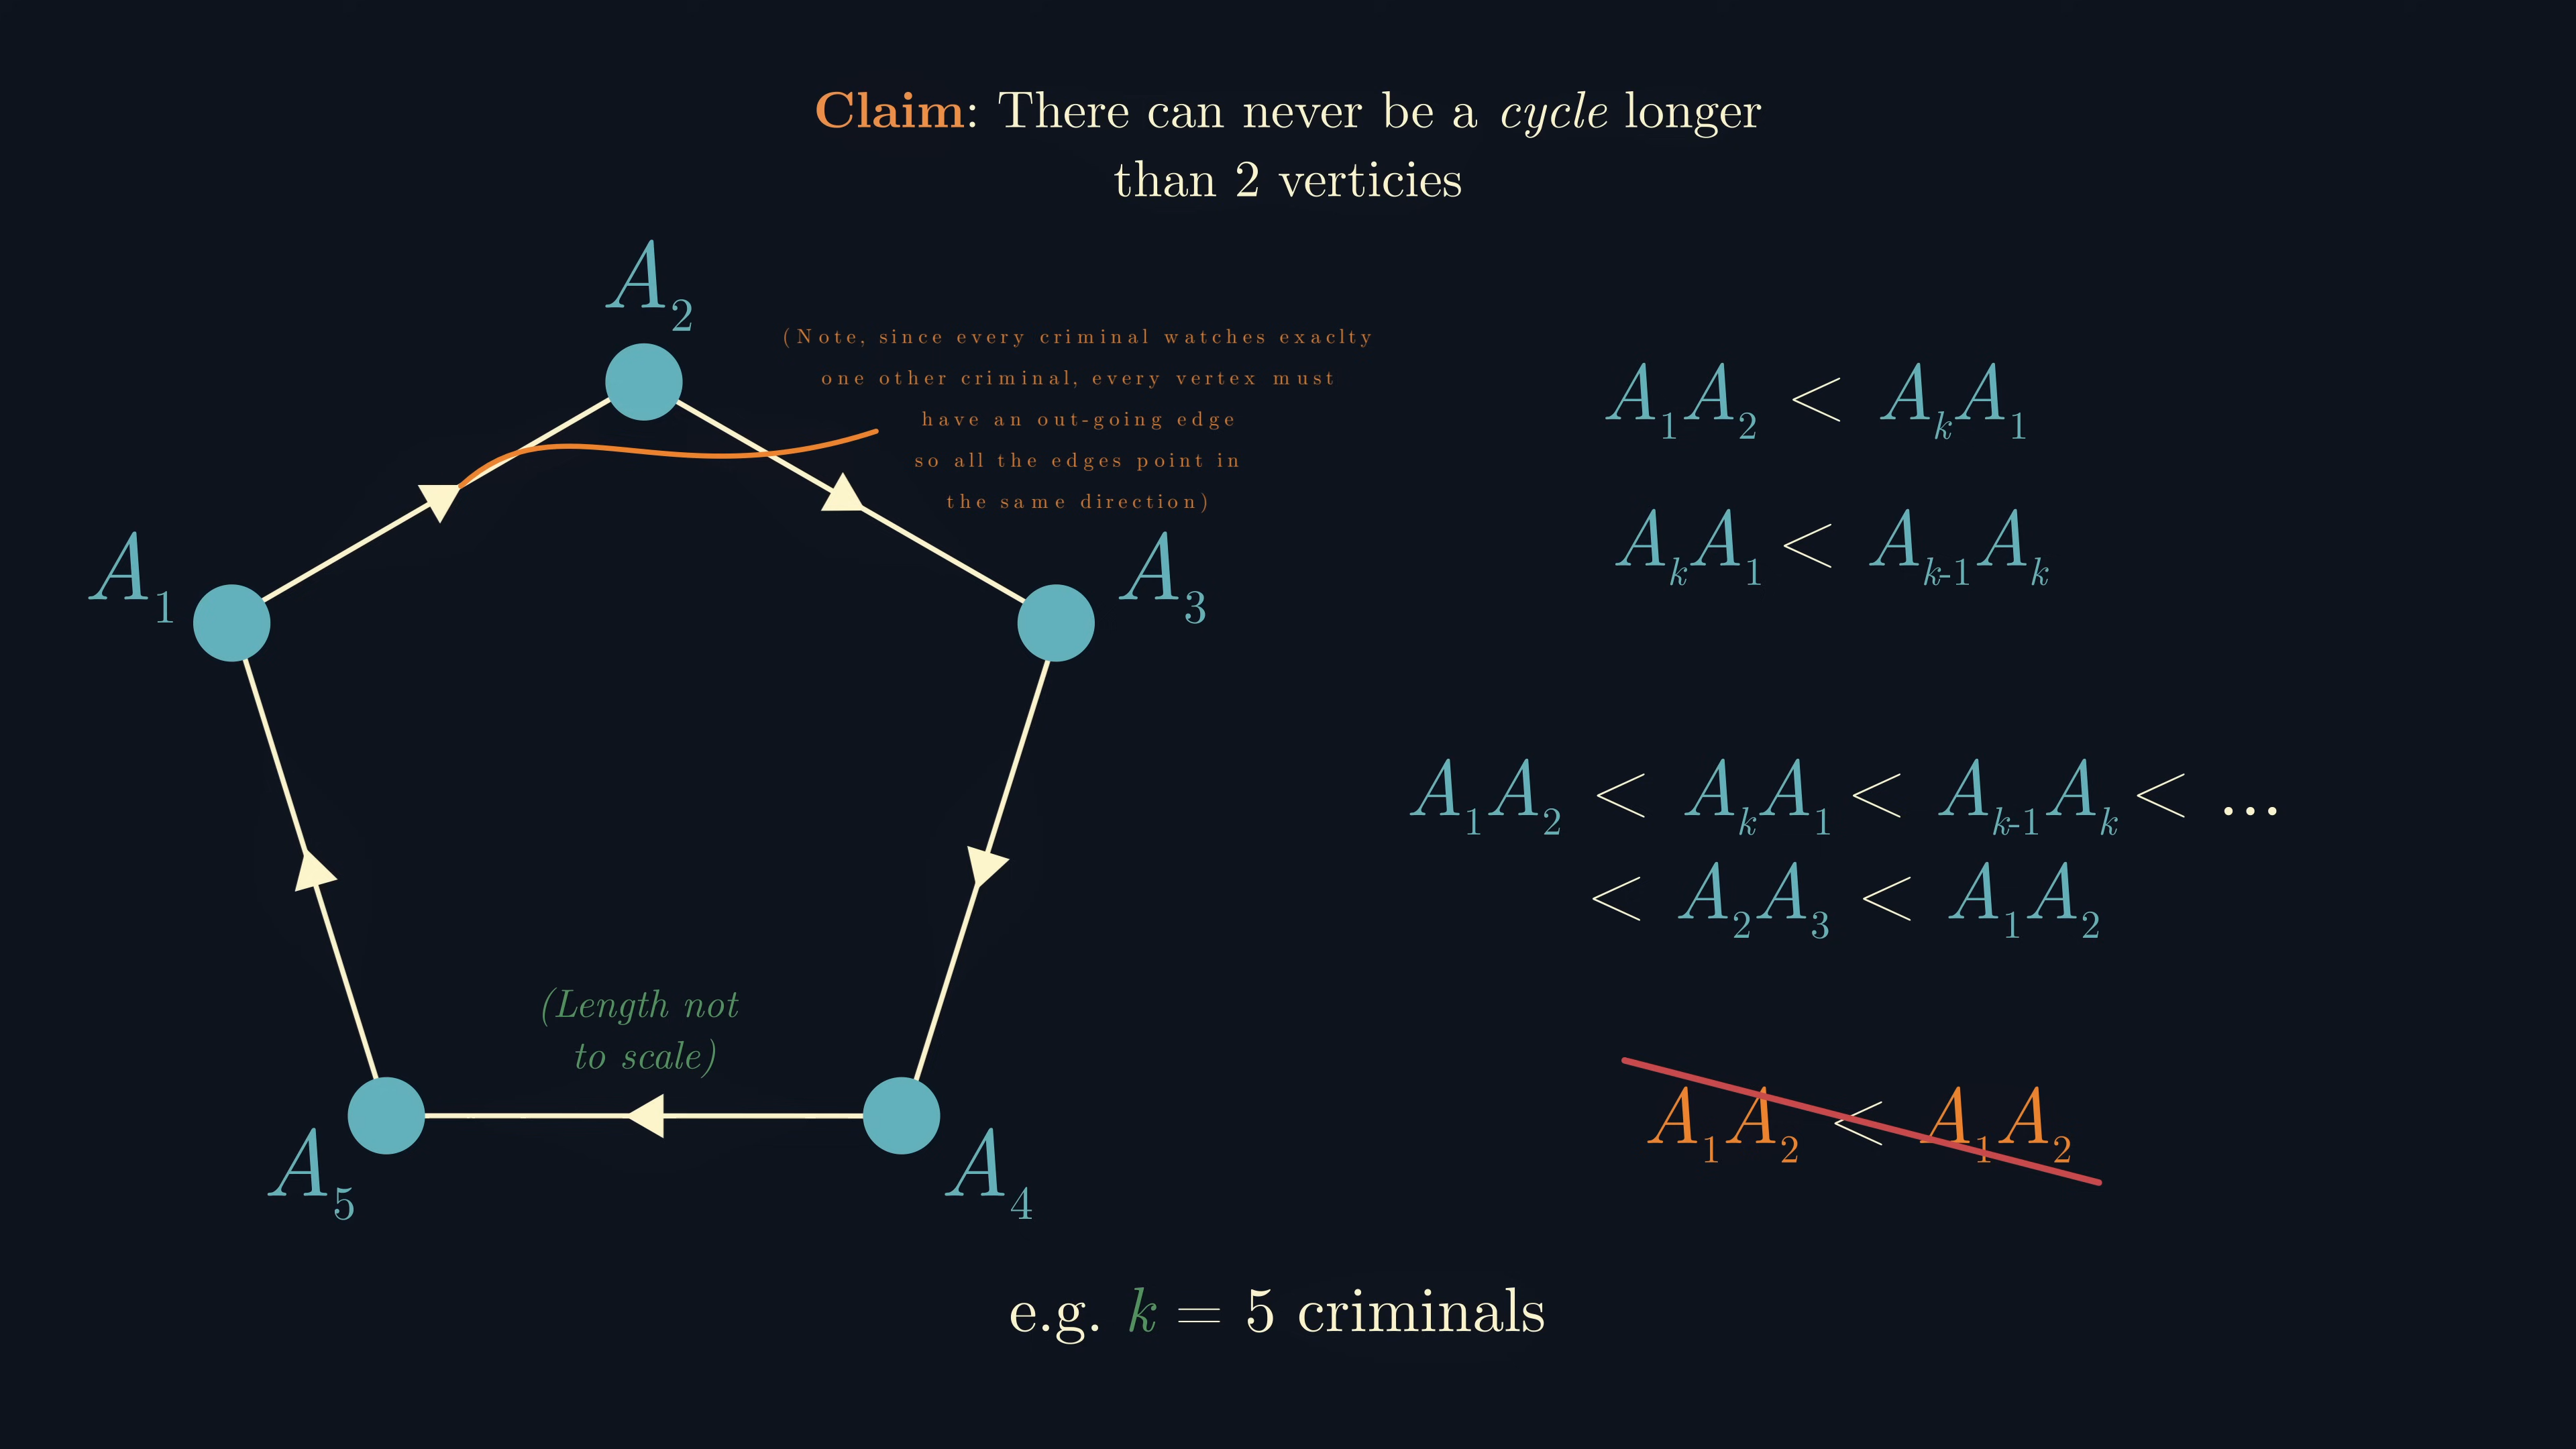 Claim: There can never be a cycle longer
than 2 verticies
A₂
(Note, since every criminal watches exaclty
one other criminal, every vertex must
have an out-going edge
so all the edges point in
the same direction)
A₁
A₃
(Length not
to scale)
A₅
A₄
A₁A₂ < AₖA₁
AₖA₁ < Aₖ₋₁Aₖ
A₁A₂ < AₖA₁ < Aₖ₋₁Aₖ < ...
< A₂A₃ < A₁A₂
A₁A₂ < A₁A₂
e.g. k = 5 criminals